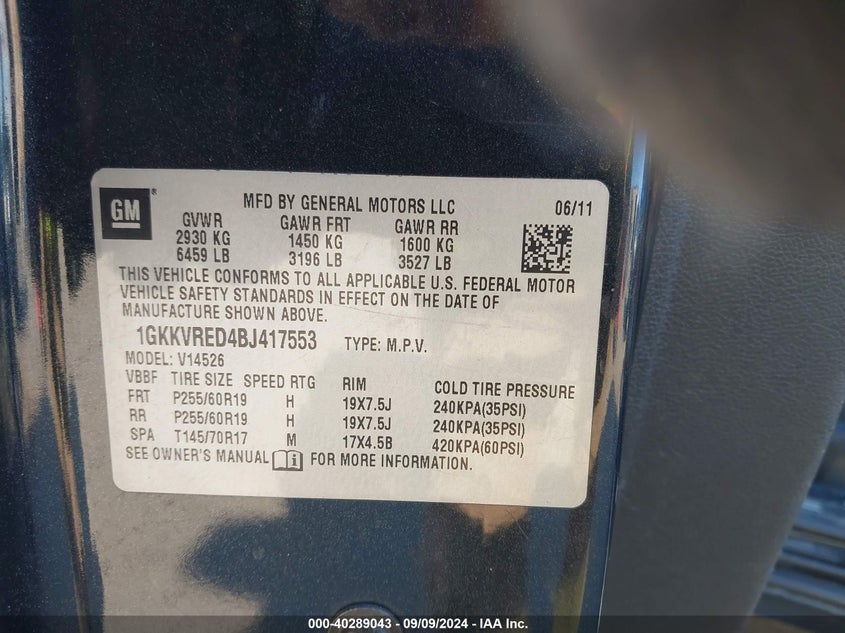 GM ® MFD BY GENERAL MOTORS LLC 06/11
GVWR GAWR FRT GAWR RR
2930 KG 1450 KG 1600 KG
6459 LB 3196 LB 3527 LB
THIS VEHICLE CONFORMS TO ALL APPLICABLE U.S. FEDERAL MOTOR
VEHICLE SAFETY STANDARDS IN EFFECT ON THE DATE OF
MANUFACTURE SHOWN ABOVE.
1GKKVRED4BJ417553 TYPE: M.P.V.
MODEL: V14526
VBBF TIRE SIZE SPEED RTG RIM COLD TIRE PRESSURE
FRT P255/60R19 H 19X7.5J 240KPA(35PSI)
RR P255/60R19 H 19X7.5J 240KPA(35PSI)
SPA T145/70R17 M 17X4.5B 420KPA(60PSI)
SEE OWNER'S MANUAL FOR MORE INFORMATION.
000-40289043 - 09/09/2024 - IAA Inc.